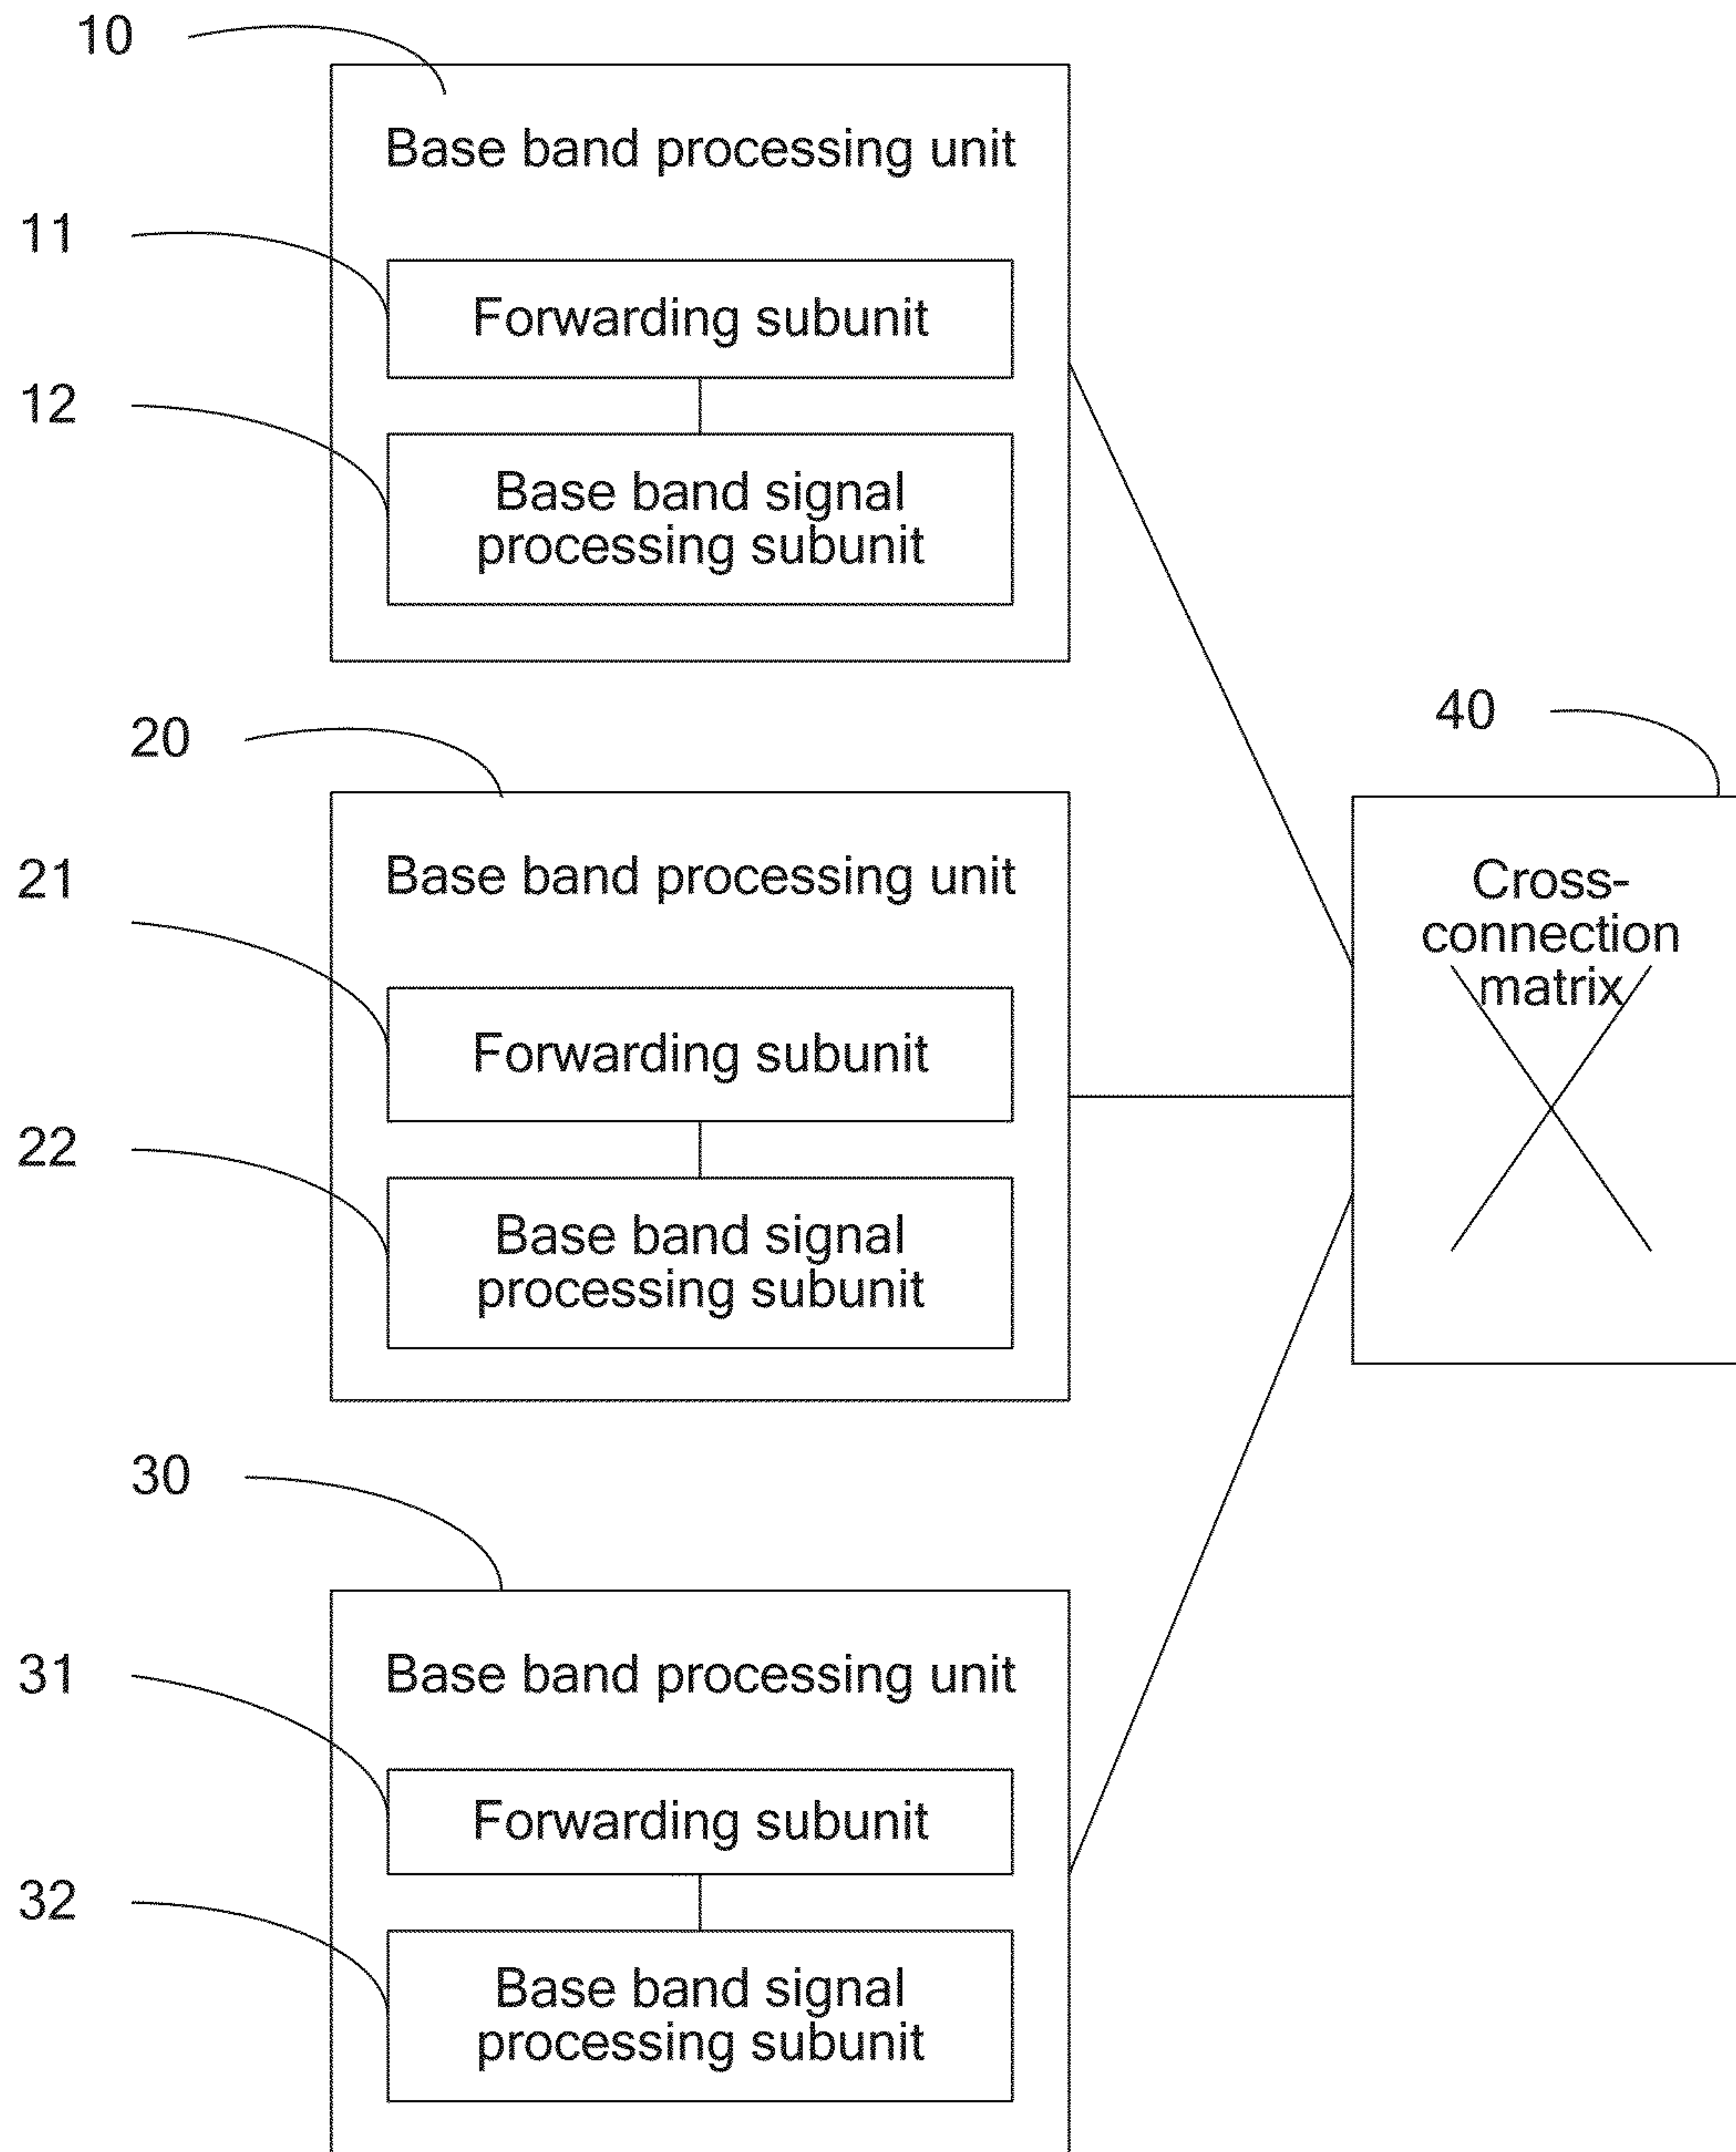 10
Base band processing unit
11
Forwarding subunit
12
Base band signal
processing subunit
20
40
Base band processing unit
21
Cross-
connection
matrix
Forwarding subunit
22
Base band signal
processing subunit
30
Base band processing unit
31
Forwarding subunit
32
Base band signal
processing subunit